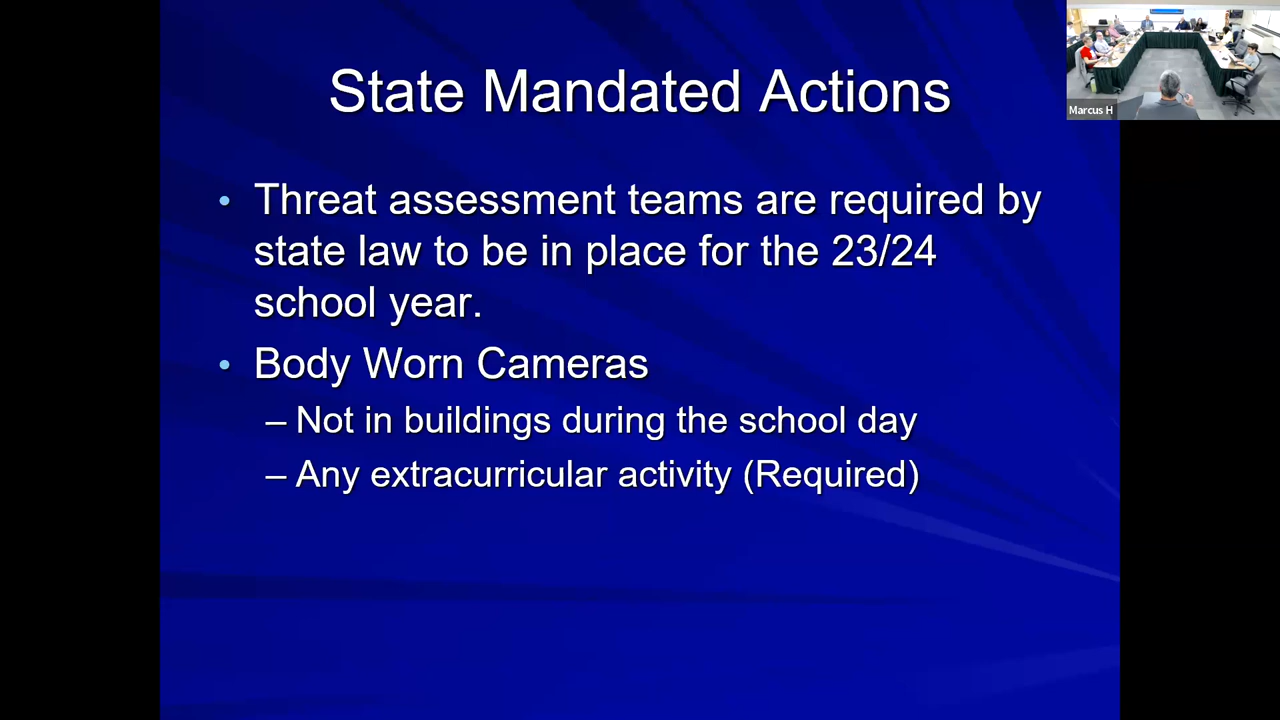 State Mandated Actions
Marcus H
• Threat assessment teams are required by
state law to be in place for the 23/24
school year.
• Body Worn Cameras
– Not in buildings during the school day
– Any extracurricular activity (Required)